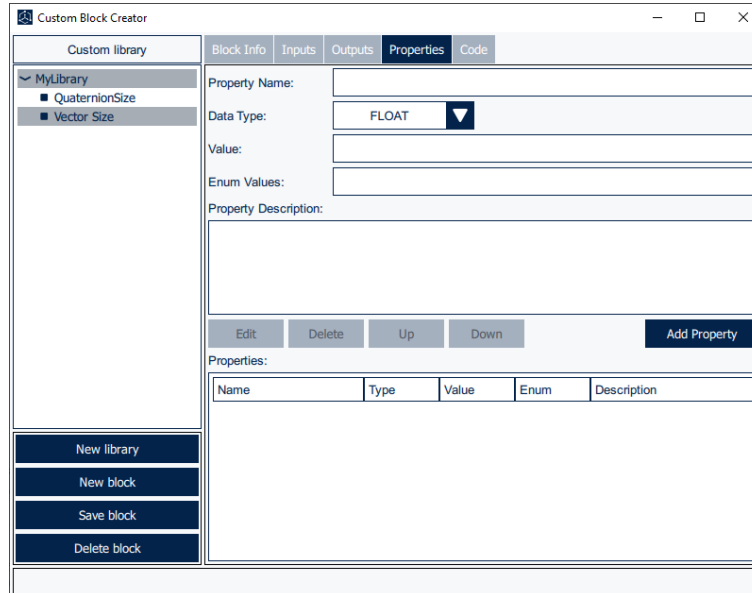 Custom Block Creator
Custom library
Block Info Inputs Outputs Properties Code
MyLibrary
QuaternionSize
Vector Size
Property Name:
Data Type: FLOAT
Value:
Enum Values:
Property Description:
Edit Delete Up Down Add Property
Properties:
Name Type Value Enum Description
New library
New block
Save block
Delete block